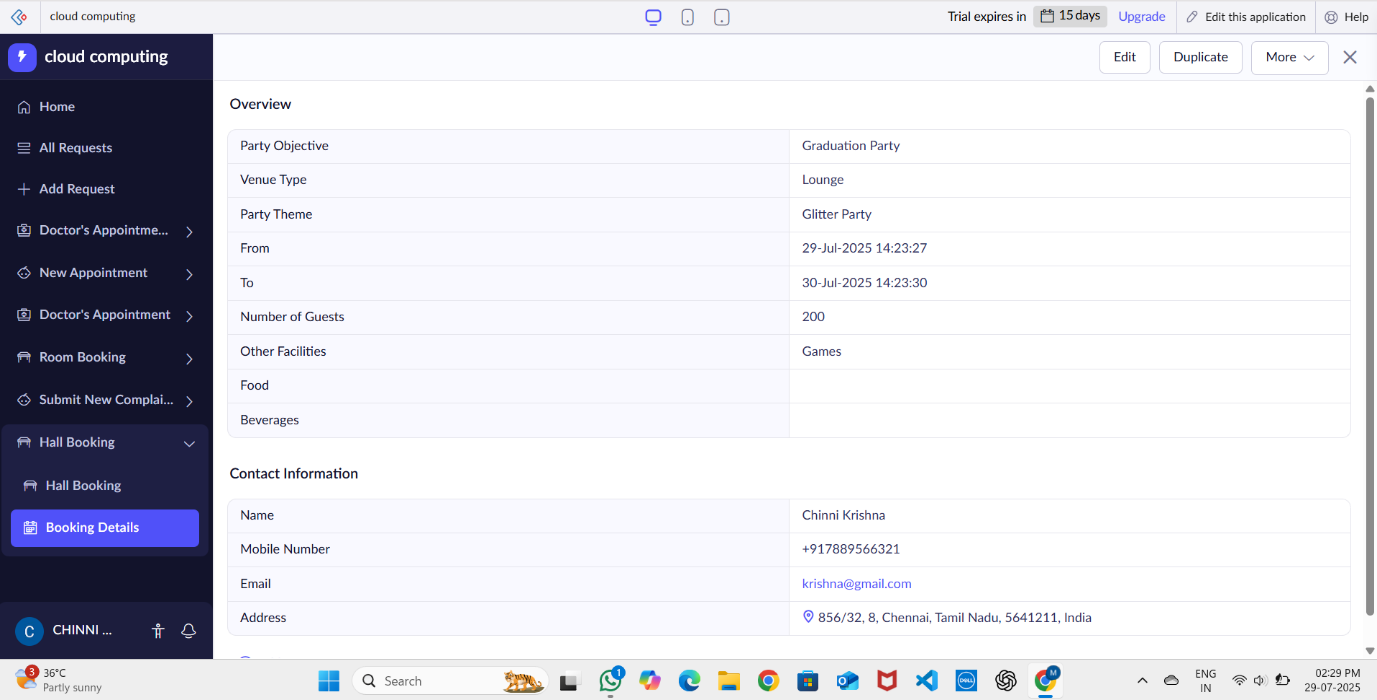 cloud computing
Trial expires in 15 days Upgrade Edit this application Help
cloud computing
Edit Duplicate More
Home
All Requests
Add Request
Doctor's Appointme...
New Appointment
Doctor's Appointment
Room Booking
Submit New Complai...
Hall Booking
Hall Booking
Booking Details
C CHINNI ...
Overview
Party Objective Graduation Party
Venue Type Lounge
Party Theme Glitter Party
From 29-Jul-2025 14:23:27
To 30-Jul-2025 14:23:30
Number of Guests 200
Other Facilities Games
Food
Beverages
Contact Information
Name Chinni Krishna
Mobile Number +917889566321
Email krishna@gmail.com
Address 856/32, 8, Chennai, Tamil Nadu, 5641211, India
3 36°C
Partly sunny
Search
1
DELL
M
ENG
IN
02:29 PM
29-07-2025